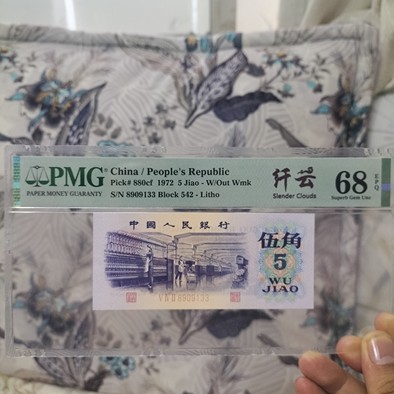 PMG
PAPER MONEY GUARANTY
China / People's Republic
Pick# 880cf 1972 5 Jiao - W/Out Wmk
S/N 8909133 Block 542 - Litho
纤云
Slender Clouds
68 EPQ
Superb Gem Unc
中國人民銀行
伍角
5
WU
JIAO
V N II 8909133